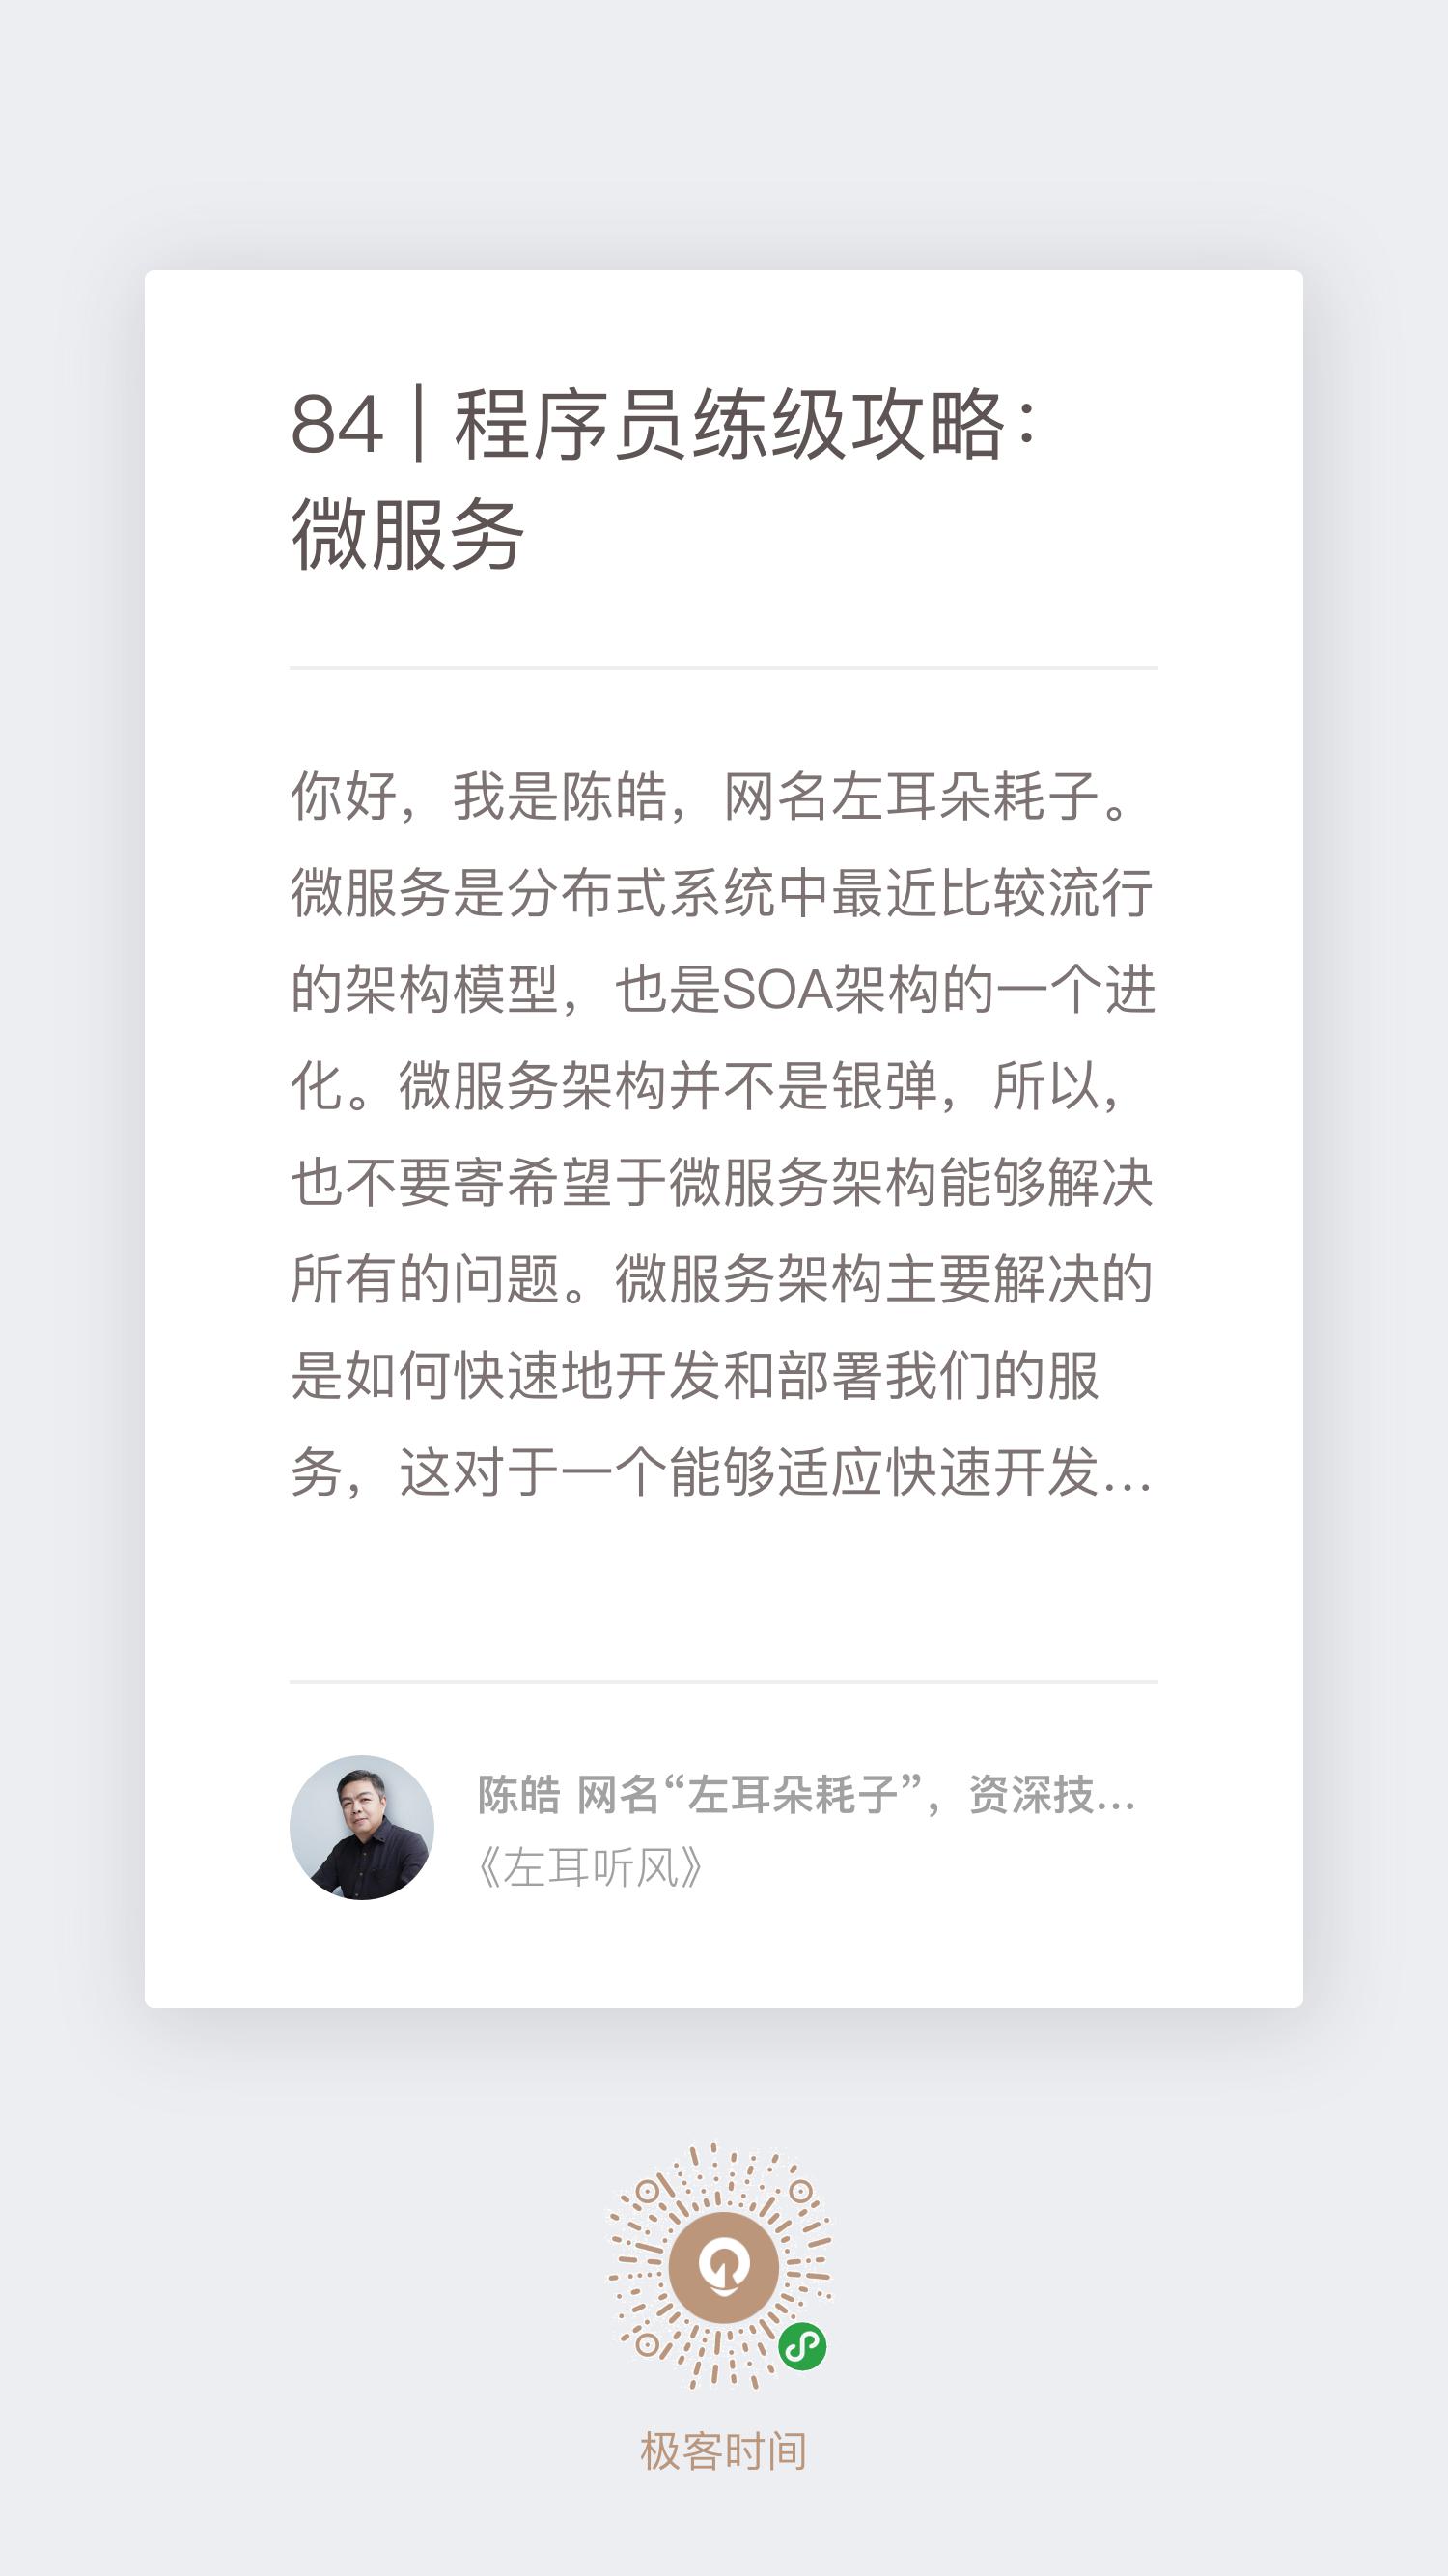 84 | 程序员练级攻略：
微服务
你好，我是陈皓，网名左耳朵耗子。
微服务是分布式系统中最近比较流行
的架构模型，也是SOA架构的一个进
化。微服务架构并不是银弹，所以，
也不要寄希望于微服务架构能够解决
所有的问题。微服务架构主要解决的
是如何快速地开发和部署我们的服
务，这对于一个能够适应快速开发…
陈皓 网名“左耳朵耗子”，资深技…
《左耳听风》
极客时间